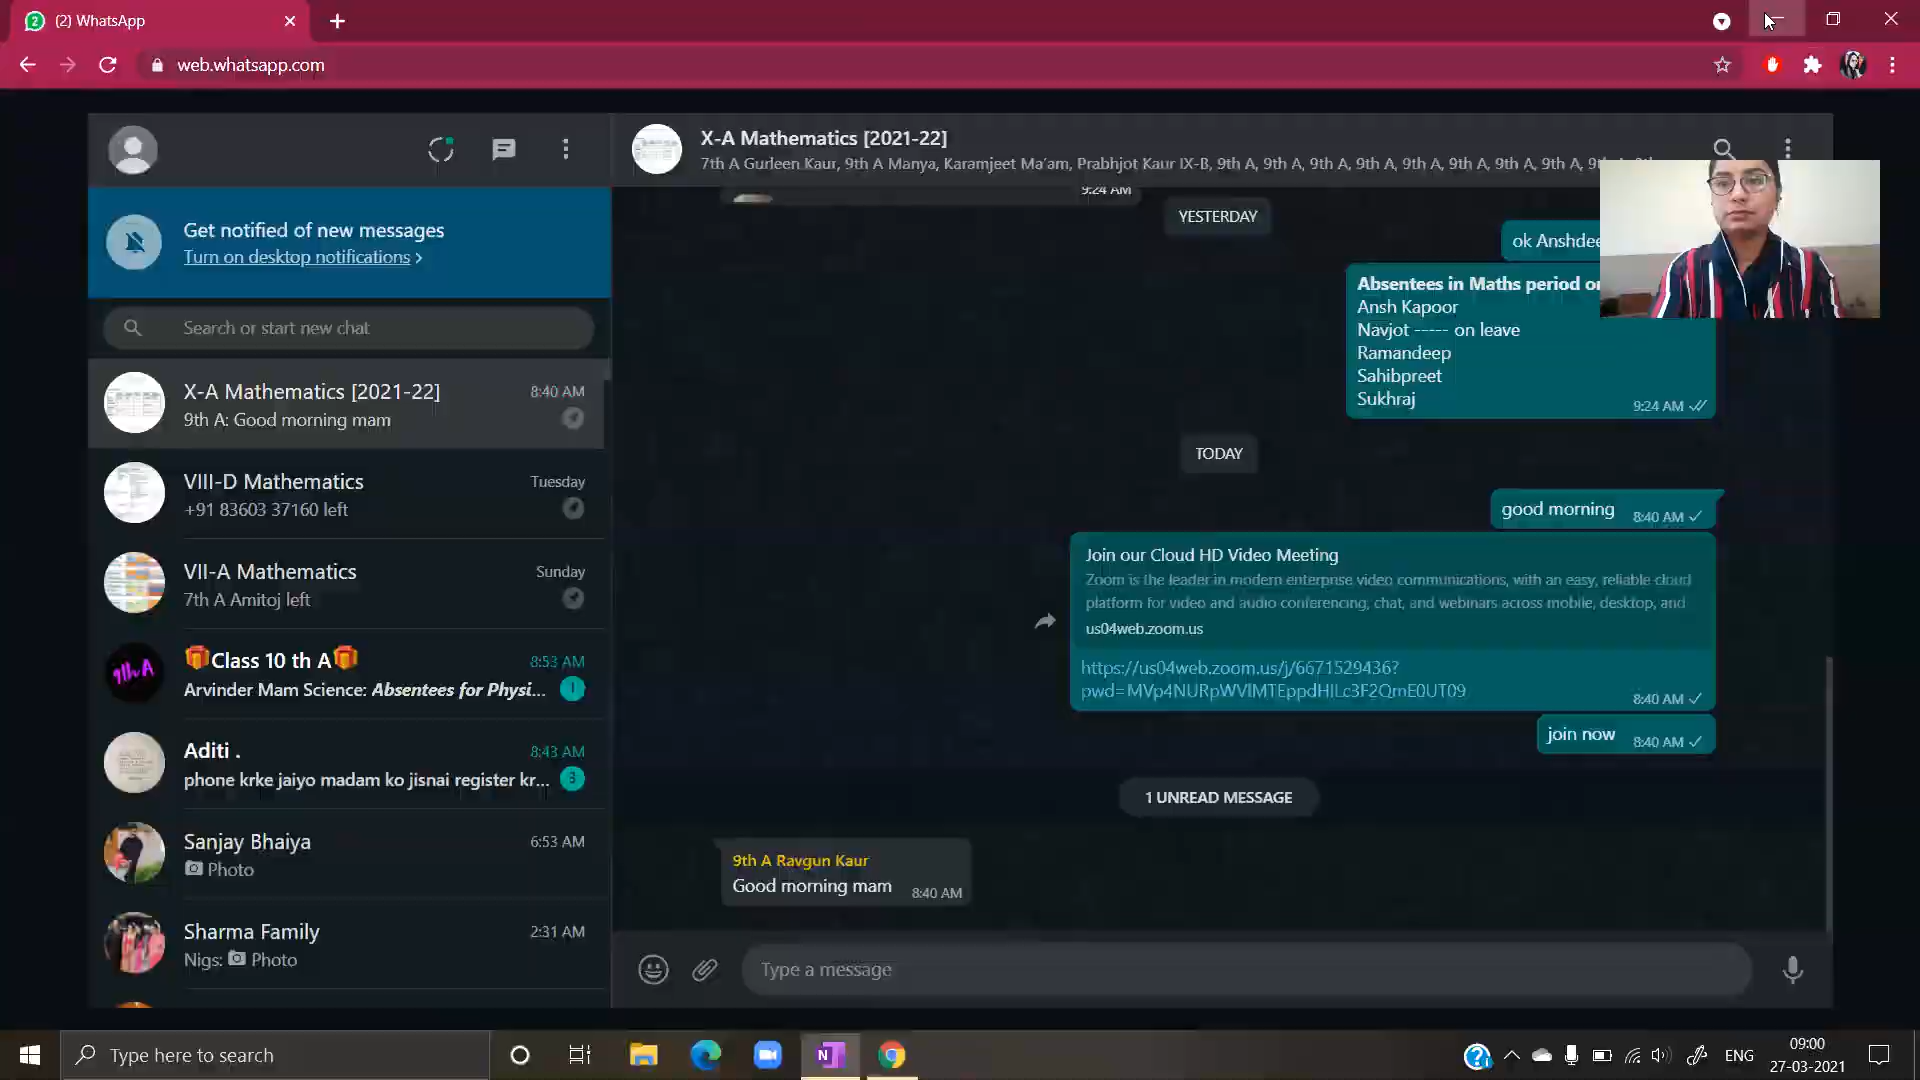 (2) WhatsApp
web.whatsapp.com
Get notified of new messages
Turn on desktop notifications >
Search or start new chat
X-A Mathematics [2021-22]
8:40 AM
9th A: Good morning mam
VIII-D Mathematics
Tuesday
+91 83603 37160 left
VII-A Mathematics
Sunday
7th A Amitoj left
9th A
🎁Class 10 th A🎁
8:53 AM
Arvinder Mam Science: Absentees for Physi...
1
Aditi .
8:43 AM
phone krke jaiyo madam ko jisnai register kr...
3
Sanjay Bhaiya
6:53 AM
Photo
Sharma Family
2:31 AM
Nigs: Photo
X-A Mathematics [2021-22]
7th A Gurleen Kaur, 9th A Manya, Karamjeet Ma'am, Prabhjot Kaur IX-B, 9th A, 9th A, 9th A, 9th A, 9th A, 9th A, 9th A, 9th A,
9:24 AM
YESTERDAY
ok
Absentees in Maths period
Ansh Kapoor
Navjot ----- on leave
Ramandeep
Sahibpreet
Sukhraj
9:24 AM
TODAY
good morning
8:40 AM
Join our Cloud HD Video Meeting
Zoom is the leader in modern enterprise video communications, with an easy, reliable cloud
platform for video and audio conferencing, chat, and webinars across mobile, desktop, and
us04web.zoom.us
https://us04web.zoom.us/j/6671529436?
pwd=MVp4NURpWVlMTEppdHlLc3F2QmE0UT09
8:40 AM
join now
8:40 AM
1 UNREAD MESSAGE
9th A Ravgun Kaur
Good morning mam
8:40 AM
Type a message
Type here to search
ENG
09:00
27-03-2021